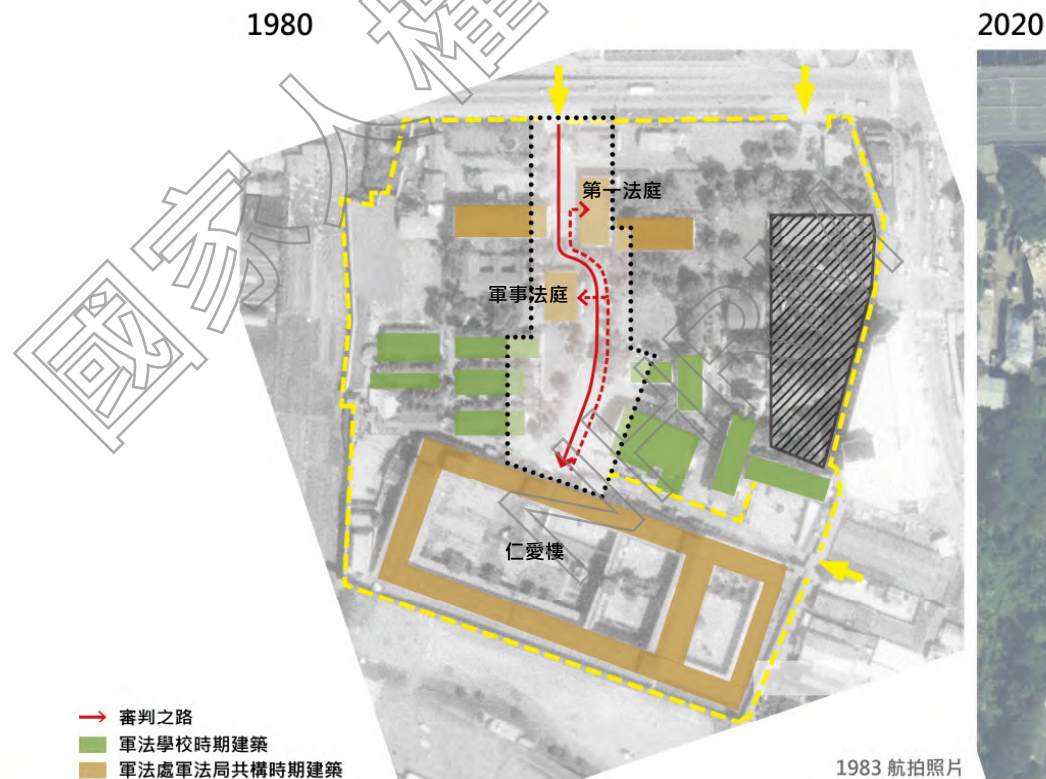 1980
2020
第一法庭
軍事法庭
仁愛樓
審判之路
軍法學校時期建築
軍法處軍法局共構時期建築
1983 航拍照片
國家人權